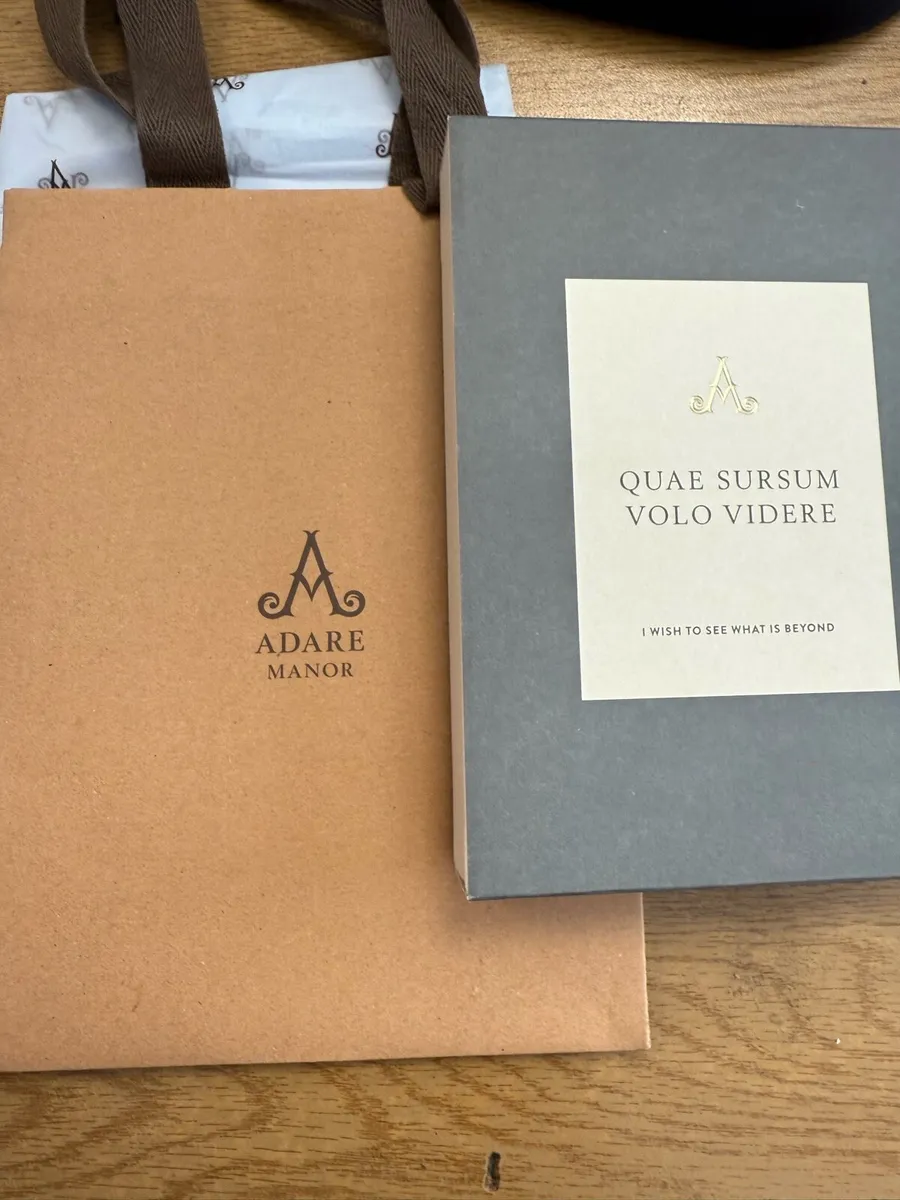 ADARE
MANOR
QUAE SURSUM
VOLO VIDERE
I WISH TO SEE WHAT IS BEYOND